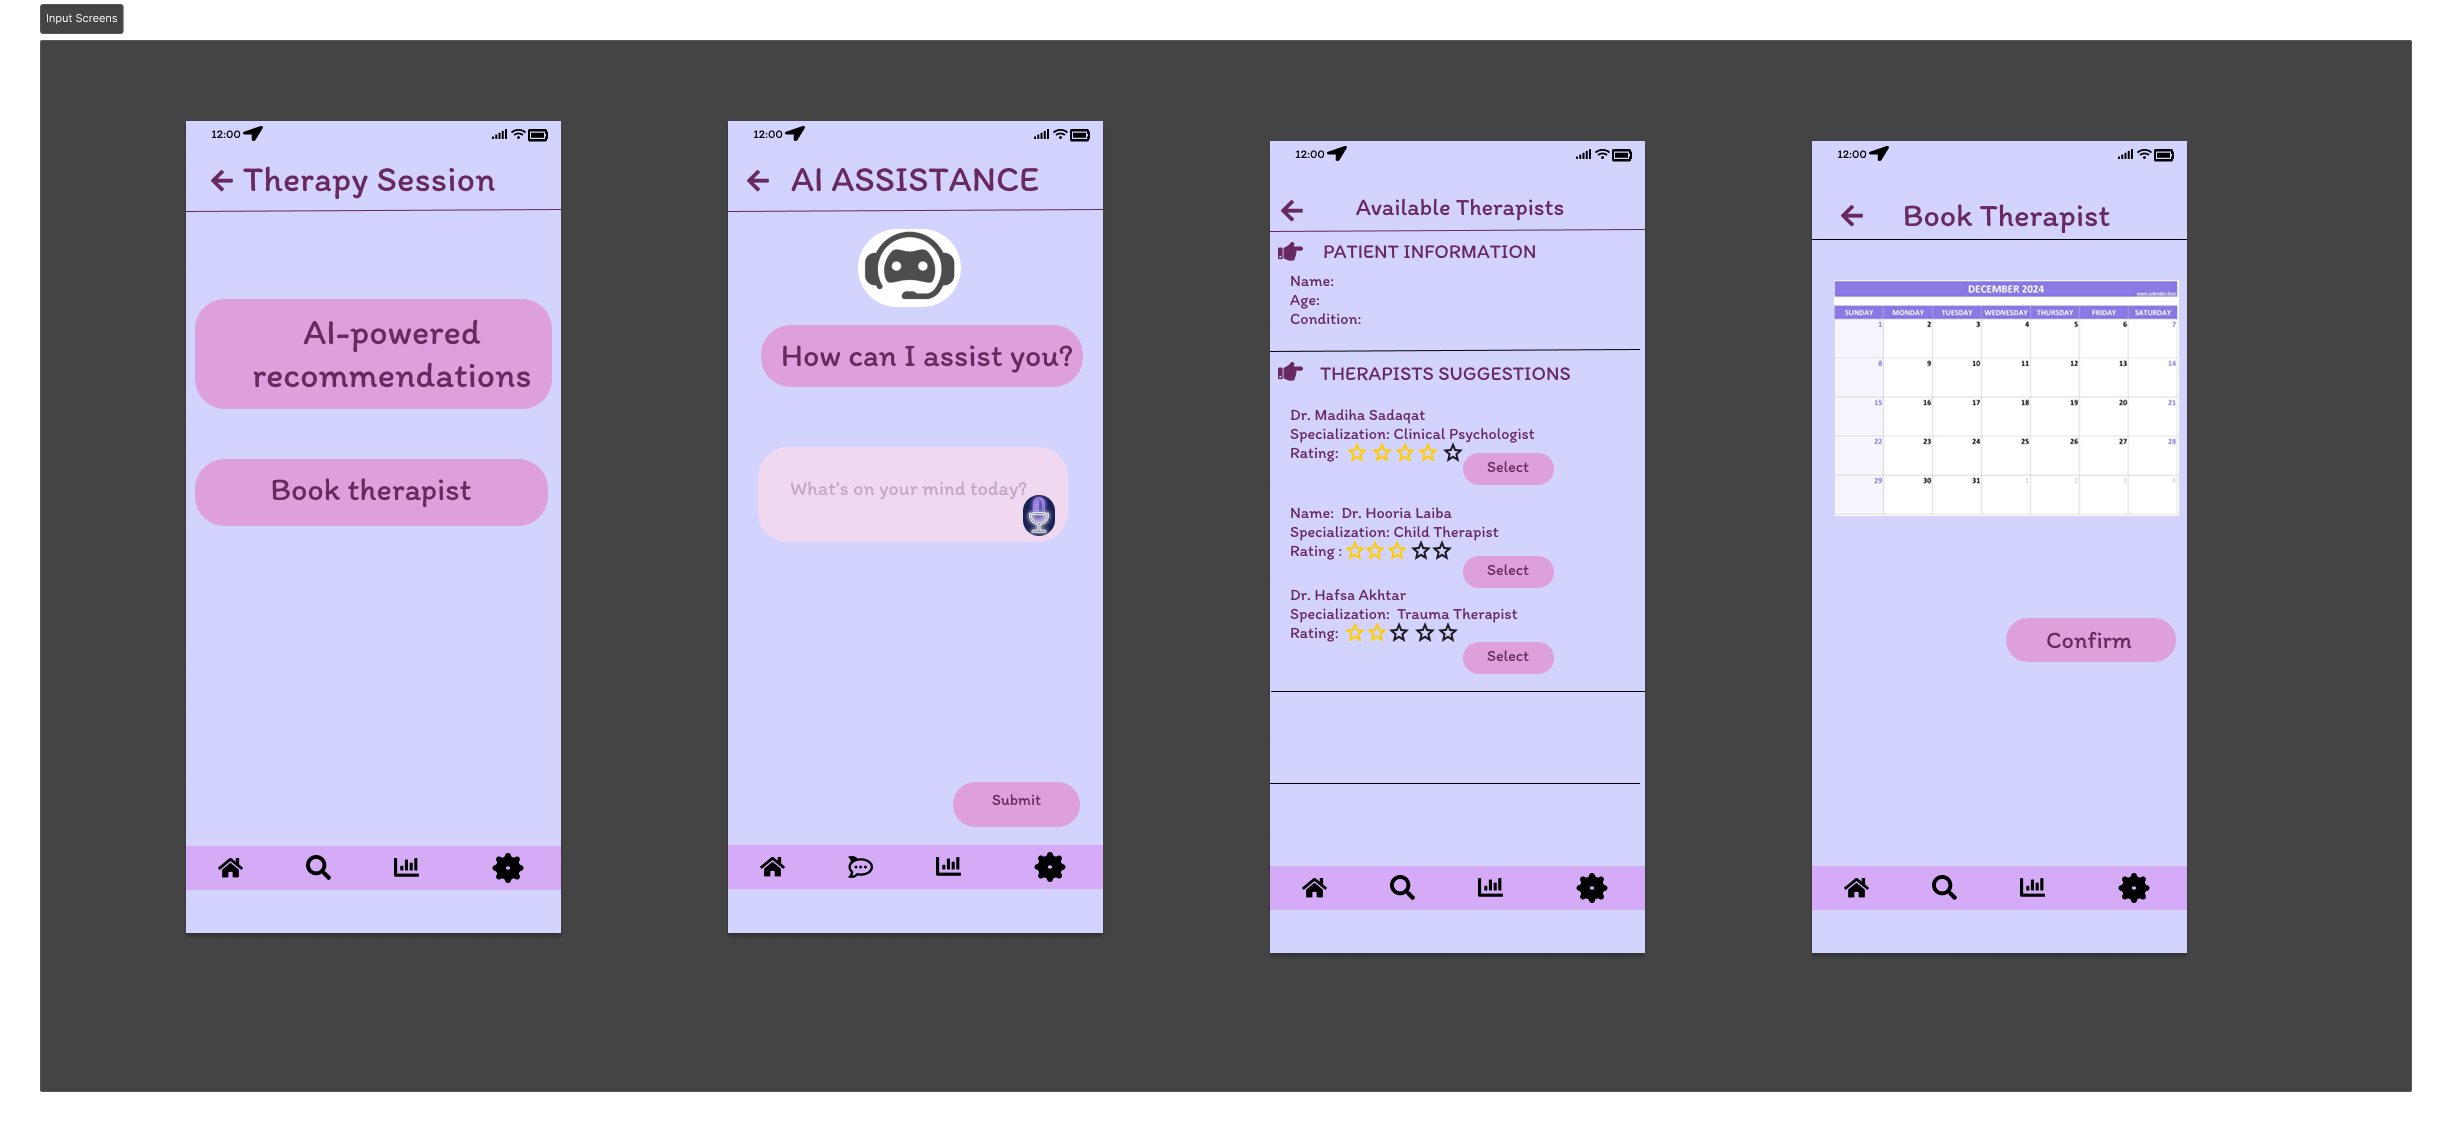 Input Screens
12:00
Therapy Session
AI-powered
recommendations
Book therapist
12:00
AI ASSISTANCE
How can I assist you?
What's on your mind today?
Submit
12:00
Available Therapists
PATIENT INFORMATION
Name:
Age:
Condition:
THERAPISTS SUGGESTIONS
Dr. Madiha Sadaqat
Specialization: Clinical Psychologist
Rating:
Select
Name: Dr. Hooria Laiba
Specialization: Child Therapist
Rating :
Select
Dr. Hafsa Akhtar
Specialization: Trauma Therapist
Rating:
Select
12:00
Book Therapist
DECEMBER 2024
SUNDAY MONDAY TUESDAY WEDNESDAY THURSDAY FRIDAY SATURDAY
1 2 3 4 5 6 7
8 9 10 11 12 13 14
15 16 17 18 19 20 21
22 23 24 25 26 27 28
29 30 31 1 2 3 4
Confirm